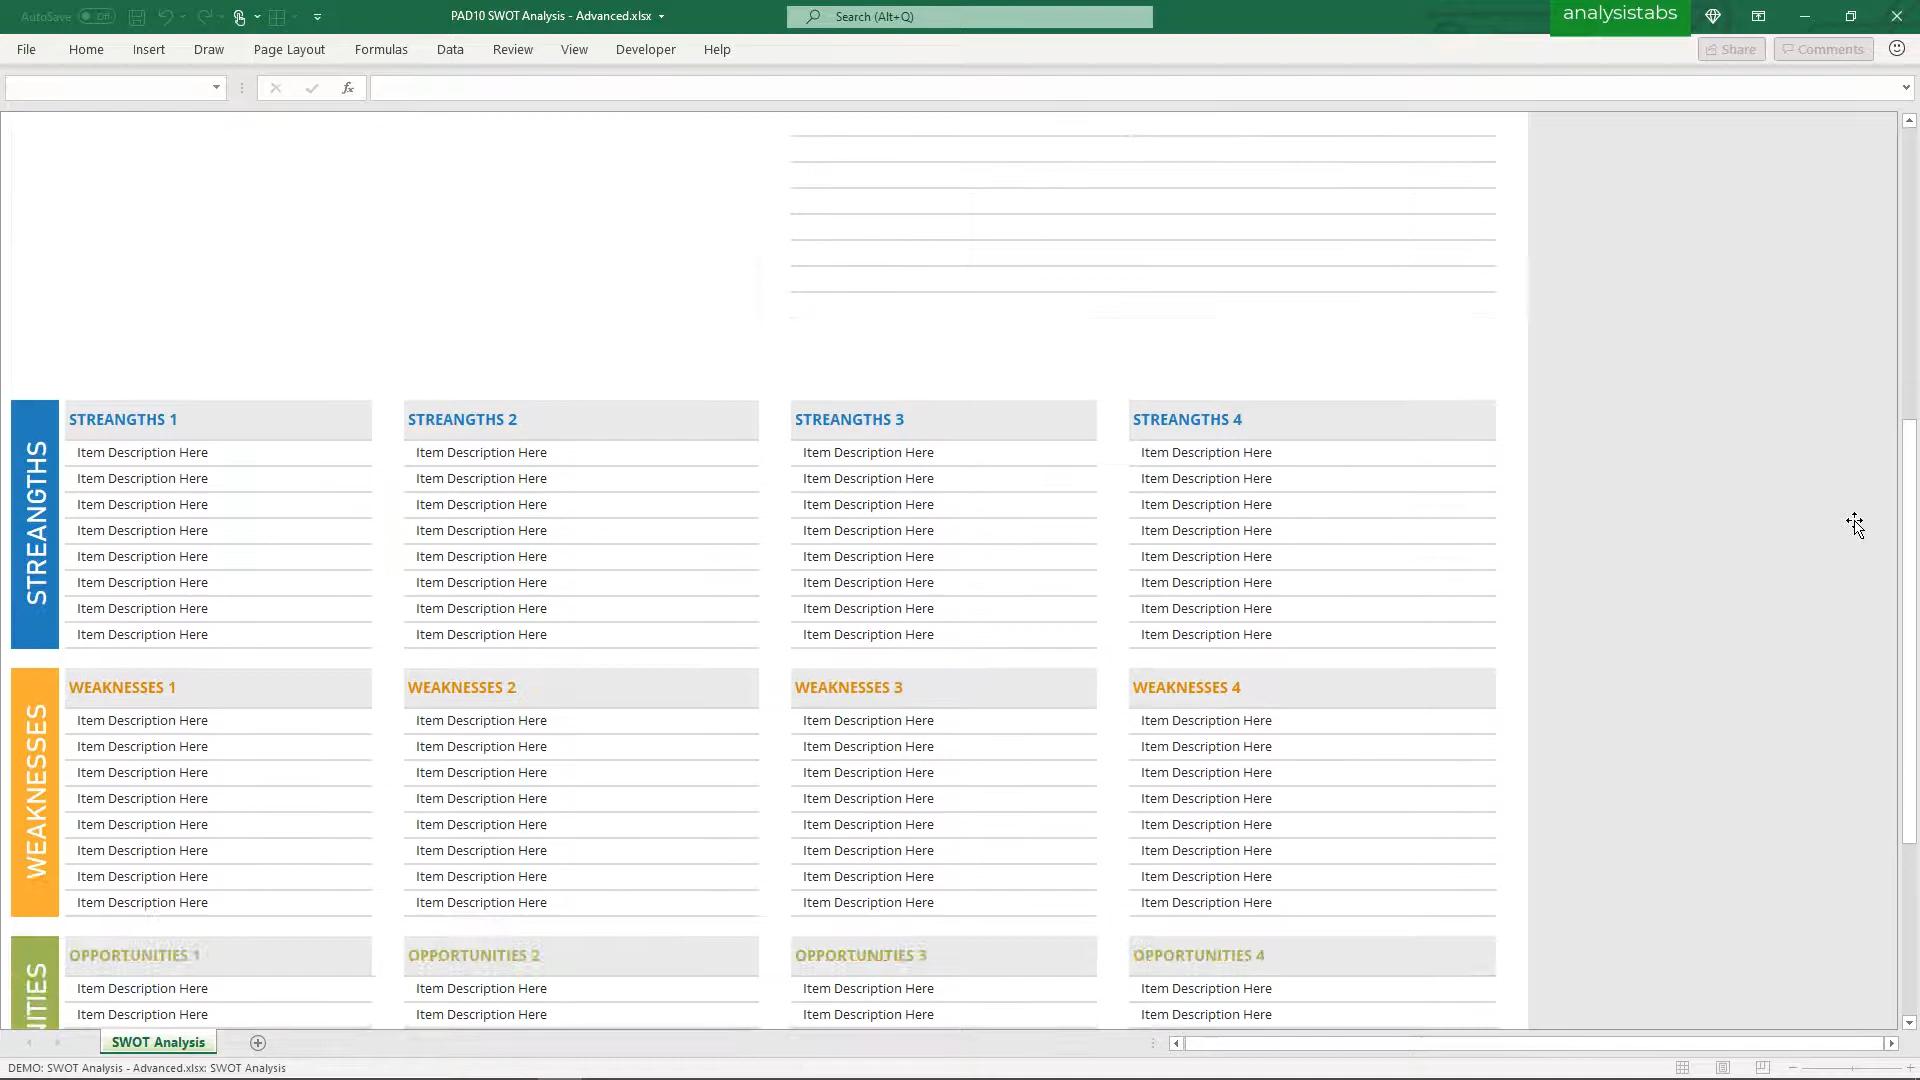 AutoSave Off
PAD10 SWOT Analysis - Advanced.xlsx
Search (Alt+Q)
analysistabs
File Home Insert Draw Page Layout Formulas Data Review View Developer Help Share Comments
fx
STREANGTHS
STREANGTHS 1 STREANGTHS 2 STREANGTHS 3 STREANGTHS 4
Item Description Here Item Description Here Item Description Here Item Description Here
Item Description Here Item Description Here Item Description Here Item Description Here
Item Description Here Item Description Here Item Description Here Item Description Here
Item Description Here Item Description Here Item Description Here Item Description Here
Item Description Here Item Description Here Item Description Here Item Description Here
Item Description Here Item Description Here Item Description Here Item Description Here
Item Description Here Item Description Here Item Description Here Item Description Here
Item Description Here Item Description Here Item Description Here Item Description Here
WEAKNESSES
WEAKNESSES 1 WEAKNESSES 2 WEAKNESSES 3 WEAKNESSES 4
Item Description Here Item Description Here Item Description Here Item Description Here
Item Description Here Item Description Here Item Description Here Item Description Here
Item Description Here Item Description Here Item Description Here Item Description Here
Item Description Here Item Description Here Item Description Here Item Description Here
Item Description Here Item Description Here Item Description Here Item Description Here
Item Description Here Item Description Here Item Description Here Item Description Here
Item Description Here Item Description Here Item Description Here Item Description Here
Item Description Here Item Description Here Item Description Here Item Description Here
NITIES
OPPORTUNITIES 1 OPPORTUNITIES 2 OPPORTUNITIES 3 OPPORTUNITIES 4
Item Description Here Item Description Here Item Description Here Item Description Here
Item Description Here Item Description Here Item Description Here Item Description Here
SWOT Analysis
DEMO: SWOT Analysis - Advanced.xlsx: SWOT Analysis